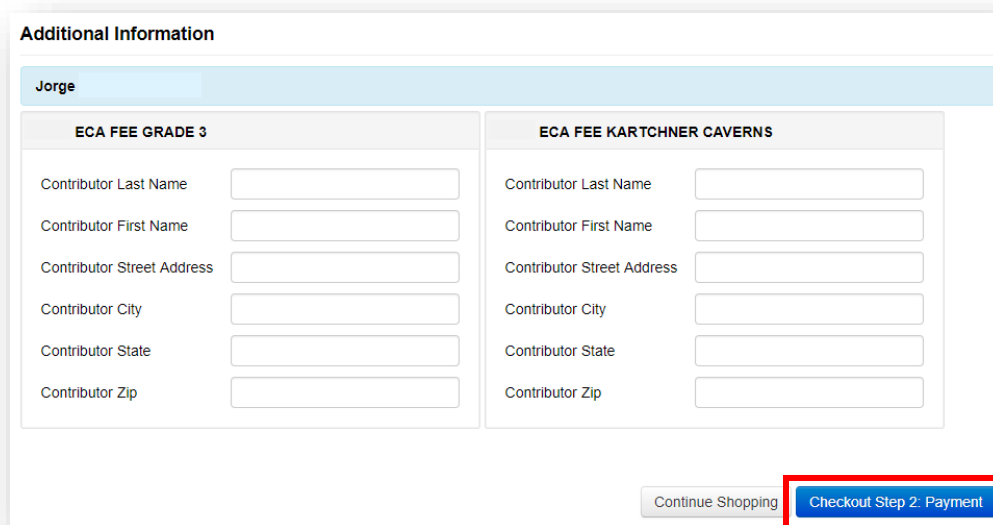 Additional Information
Jorge
ECA FEE GRADE 3
Contributor Last Name
Contributor First Name
Contributor Street Address
Contributor City
Contributor State
Contributor Zip
ECA FEE KARTCHNER CAVERNS
Contributor Last Name
Contributor First Name
Contributor Street Address
Contributor City
Contributor State
Contributor Zip
Continue Shopping
Checkout Step 2: Payment